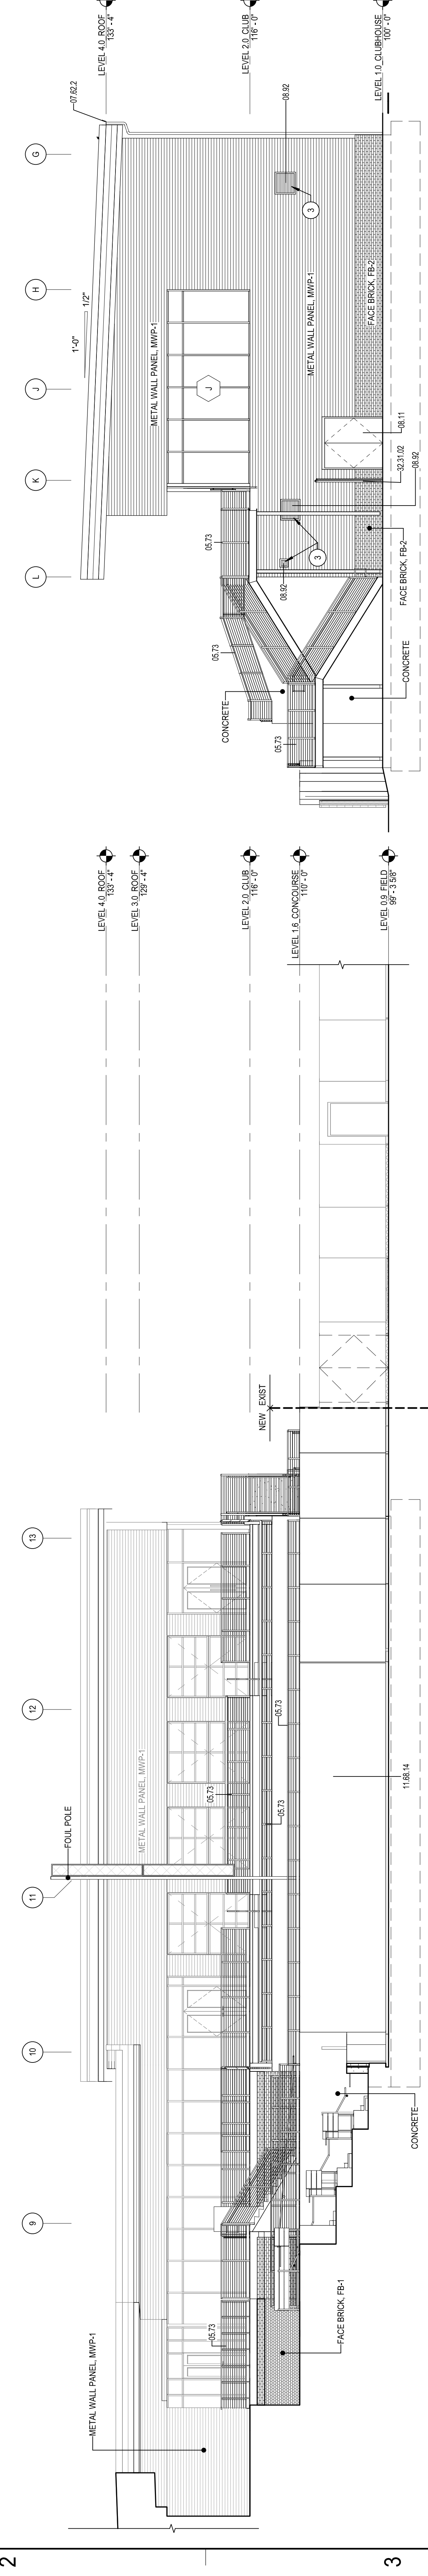 LEVEL 4.0_ROOF
133' - 4"
LEVEL 2.0_CLUB
116' - 0"
LEVEL 1.0_CLUBHOUSE
100' - 0"
07.62.2
G
H
J
K
L
1'-0"
1/2"
METAL WALL PANEL, MWP-1
J
08.92
3
METAL WALL PANEL, MWP-1
FACE BRICK, FB-2
08.11
32.31.02
08.92
05.73
3
08.92
FACE BRICK, FB-2
05.73
CONCRETE
CONCRETE
05.73
LEVEL 4.0_ROOF
133' - 4"
LEVEL 3.0_ROOF
129' - 4"
LEVEL 2.0_CLUB
116' - 0"
LEVEL 1.6_CONCOURSE
110' - 0"
LEVEL 0.9_FIELD
99' - 3 5/8"
NEW EXIST
13
12
11
10
9
FOUL POLE
METAL WALL PANEL, MWP-1
05.73
05.73
05.73
11.68.14
CONCRETE
METAL WALL PANEL, MWP-1
05.73
FACE BRICK, FB-1
2
3